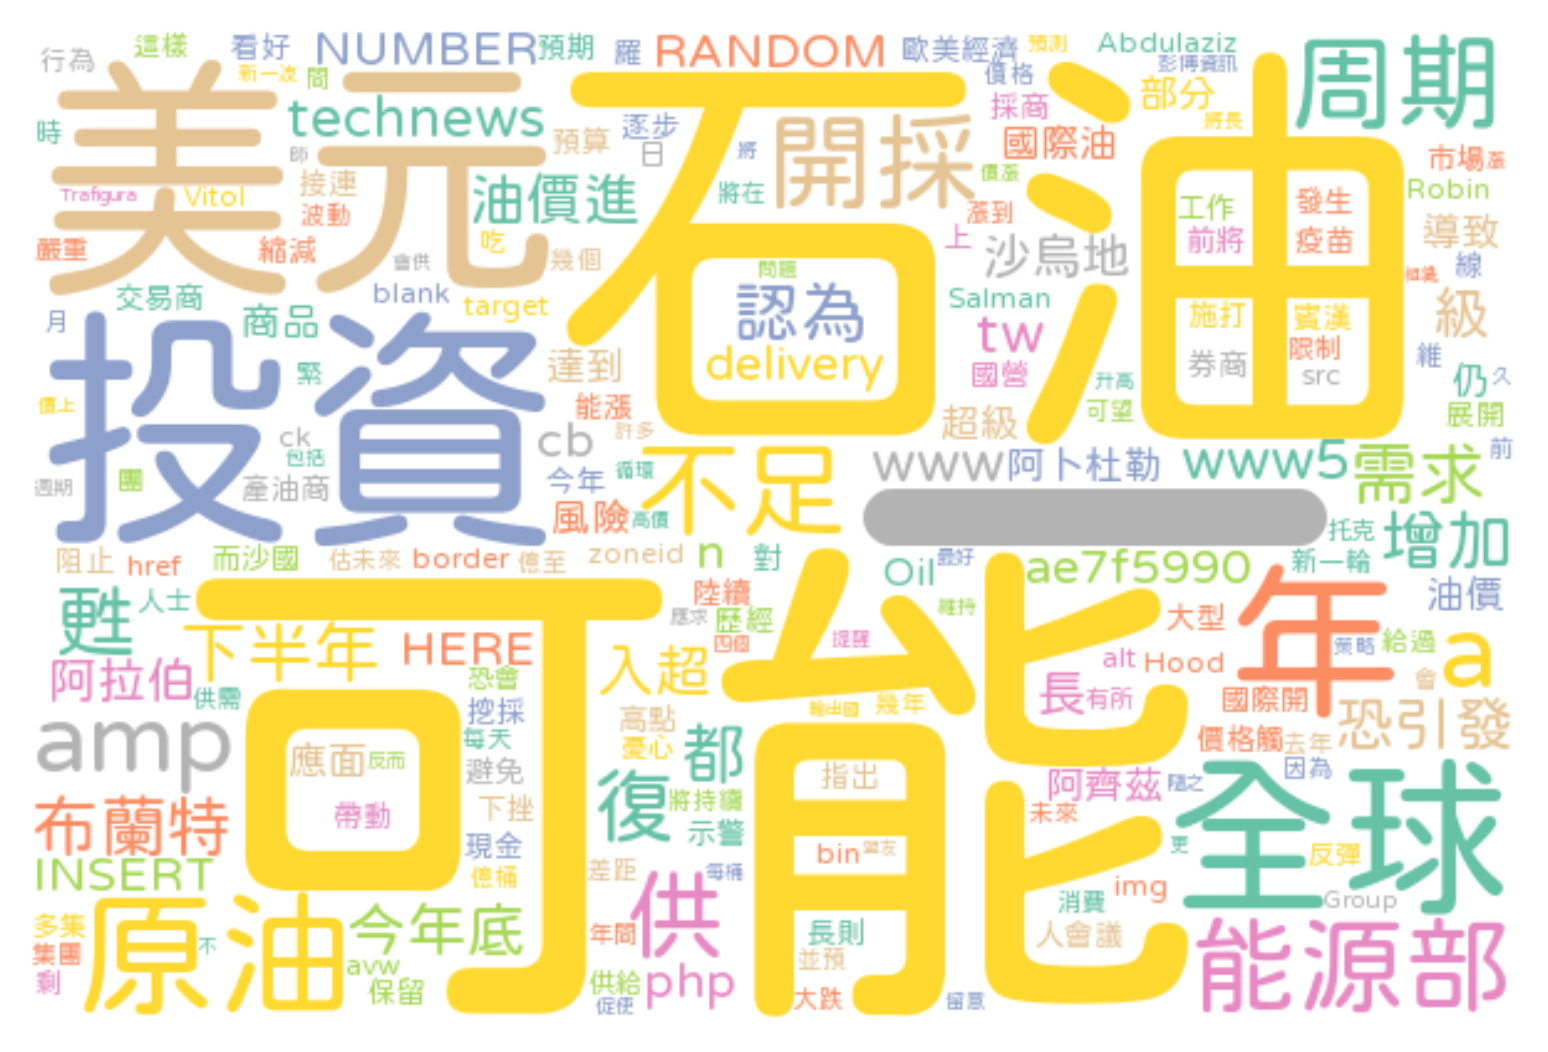 行為 這樣 看好 NUMBER 預期 羅 RANDOM 歐美經濟 預測 Abdulaziz
新一次 問 價格 彭博資訊 周期
美元 technews 石油 採商 部分
時 師 預算 逐步 日 將 開採 國際油 將長 市場 漲
Trafigura Vitol 接連 油價進 將在 價漲 Robin
波動 漲到 工作 發生
嚴重 縮減 吃 上 沙烏地 前將 疫苗 導致
會供 幾個 問題 線
交易商 blank target 認為 Salman 級
月 商品 tw 施打 賓漢
投資 緊 達到 delivery 國營 券商 限制 維
src 仍 久
價上 能漲 超級 升高 可望 展開
ck cb 許多 不足 www 阿卜杜勒 www5 需求 前
包括 循環
週期 團 產油商 今年
風險 高價 一 托克 增加
阻止 href 而沙國 估未來 border 億至 zoneid n 對 Oil 最好 ae7f5990 新一輪
甦 人士 可能 陸續 維持 年 油價
下半年 HERE 應求 歷經 大型
四個 提醒 策略 給過 a
阿拉伯 供需 恐會 入超 alt Hood 會
挖採 長 有所 國際開
amp 高點 輸出國 幾年 恐引發
應面 反而 每天 憂心 都 價格觸 去年
避免 復 指出 阿齊茲 隨之 因為
布蘭特 帶動 下挫 將持續 未來 全球
示警
現金 bin 盟友 更 反彈
INSERT 億桶 差距 每桶 img
消費 Group
原油 今年底 供 長則 人會議 能源部
多集 不 年間
集團 avw 並預
剩 保留 供給 php
促使 大跌 留意